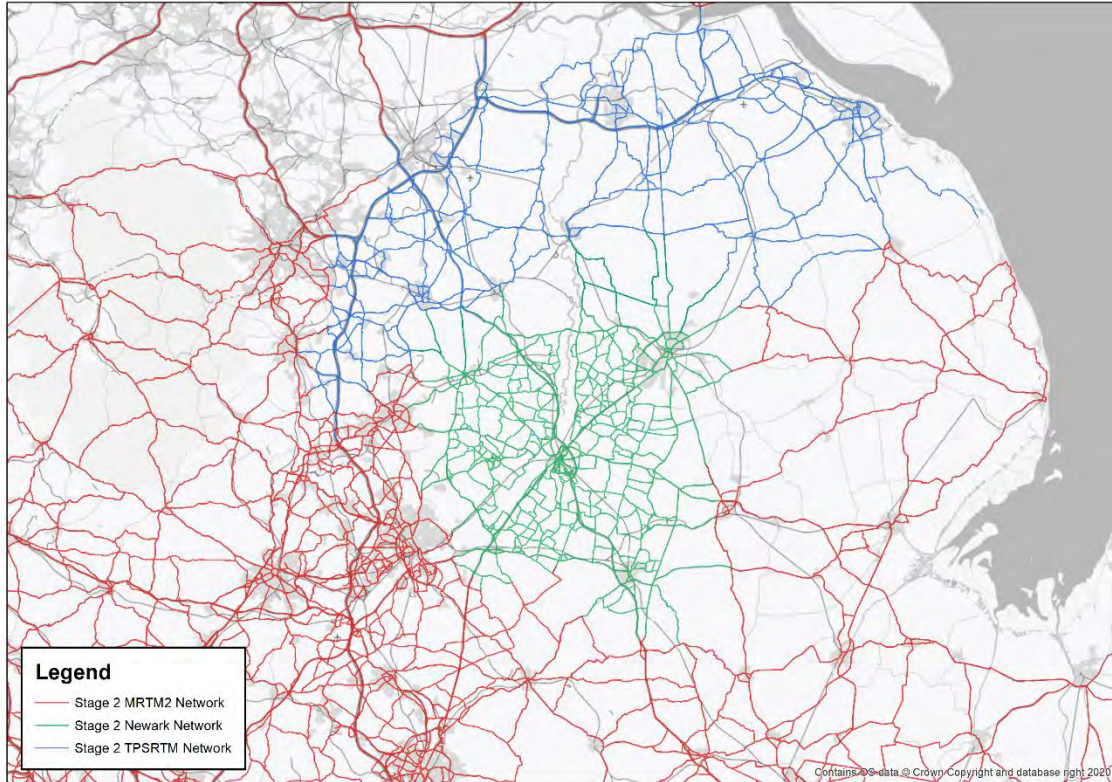 Legend
Stage 2 MRTM2 Network
Stage 2 Newark Network
Stage 2 TPSRTM Network
Contains OS data © Crown Copyright and database right